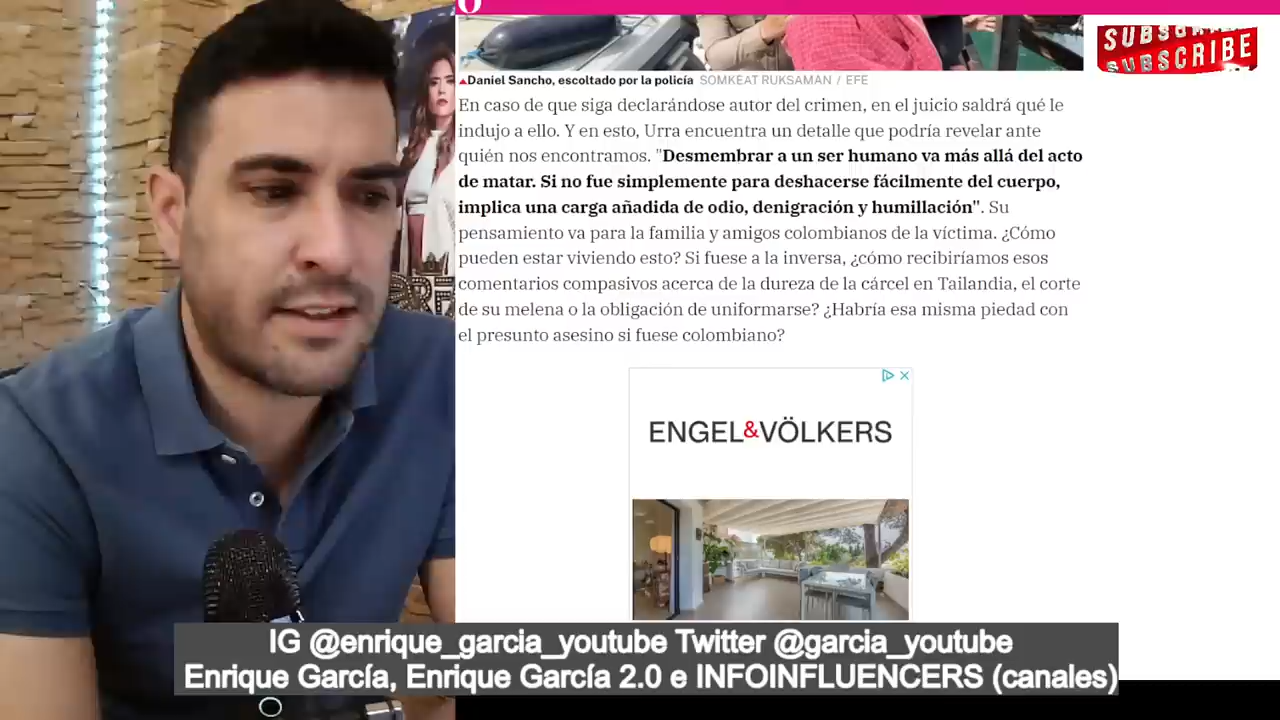 SUBSCRIBE
SUBSCRIBE
Daniel Sancho, escoltado por la policía SOMKEAT RUKSAMAN / EFE
En caso de que siga declarándose autor del crimen, en el juicio saldrá qué le
indujo a ello. Y en esto, Urra encuentra un detalle que podría revelar ante
quién nos encontramos. "Desmembrar a un ser humano va más allá del acto
de matar. Si no fue simplemente para deshacerse fácilmente del cuerpo,
implica una carga añadida de odio, denigración y humillación". Su
pensamiento va para la familia y amigos colombianos de la víctima. ¿Cómo
pueden estar viviendo esto? Si fuese a la inversa, ¿cómo recibiríamos esos
comentarios compasivos acerca de la dureza de la cárcel en Tailandia, el corte
de su melena o la obligación de uniformarse? ¿Habría esa misma piedad con
el presunto asesino si fuese colombiano?
ENGEL&VÖLKERS
IG @enrique_garcia_youtube Twitter @garcia_youtube
Enrique García, Enrique García 2.0 e INFOINFLUENCERS (canales)